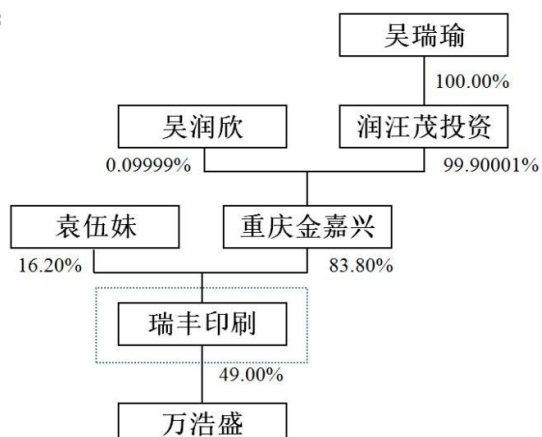 吴瑞瑜
100.00%
吴润欣
润汪茂投资
0.09999%
99.90001%
袁伍妹
重庆金嘉兴
16.20%
83.80%
瑞丰印刷
49.00%
万浩盛